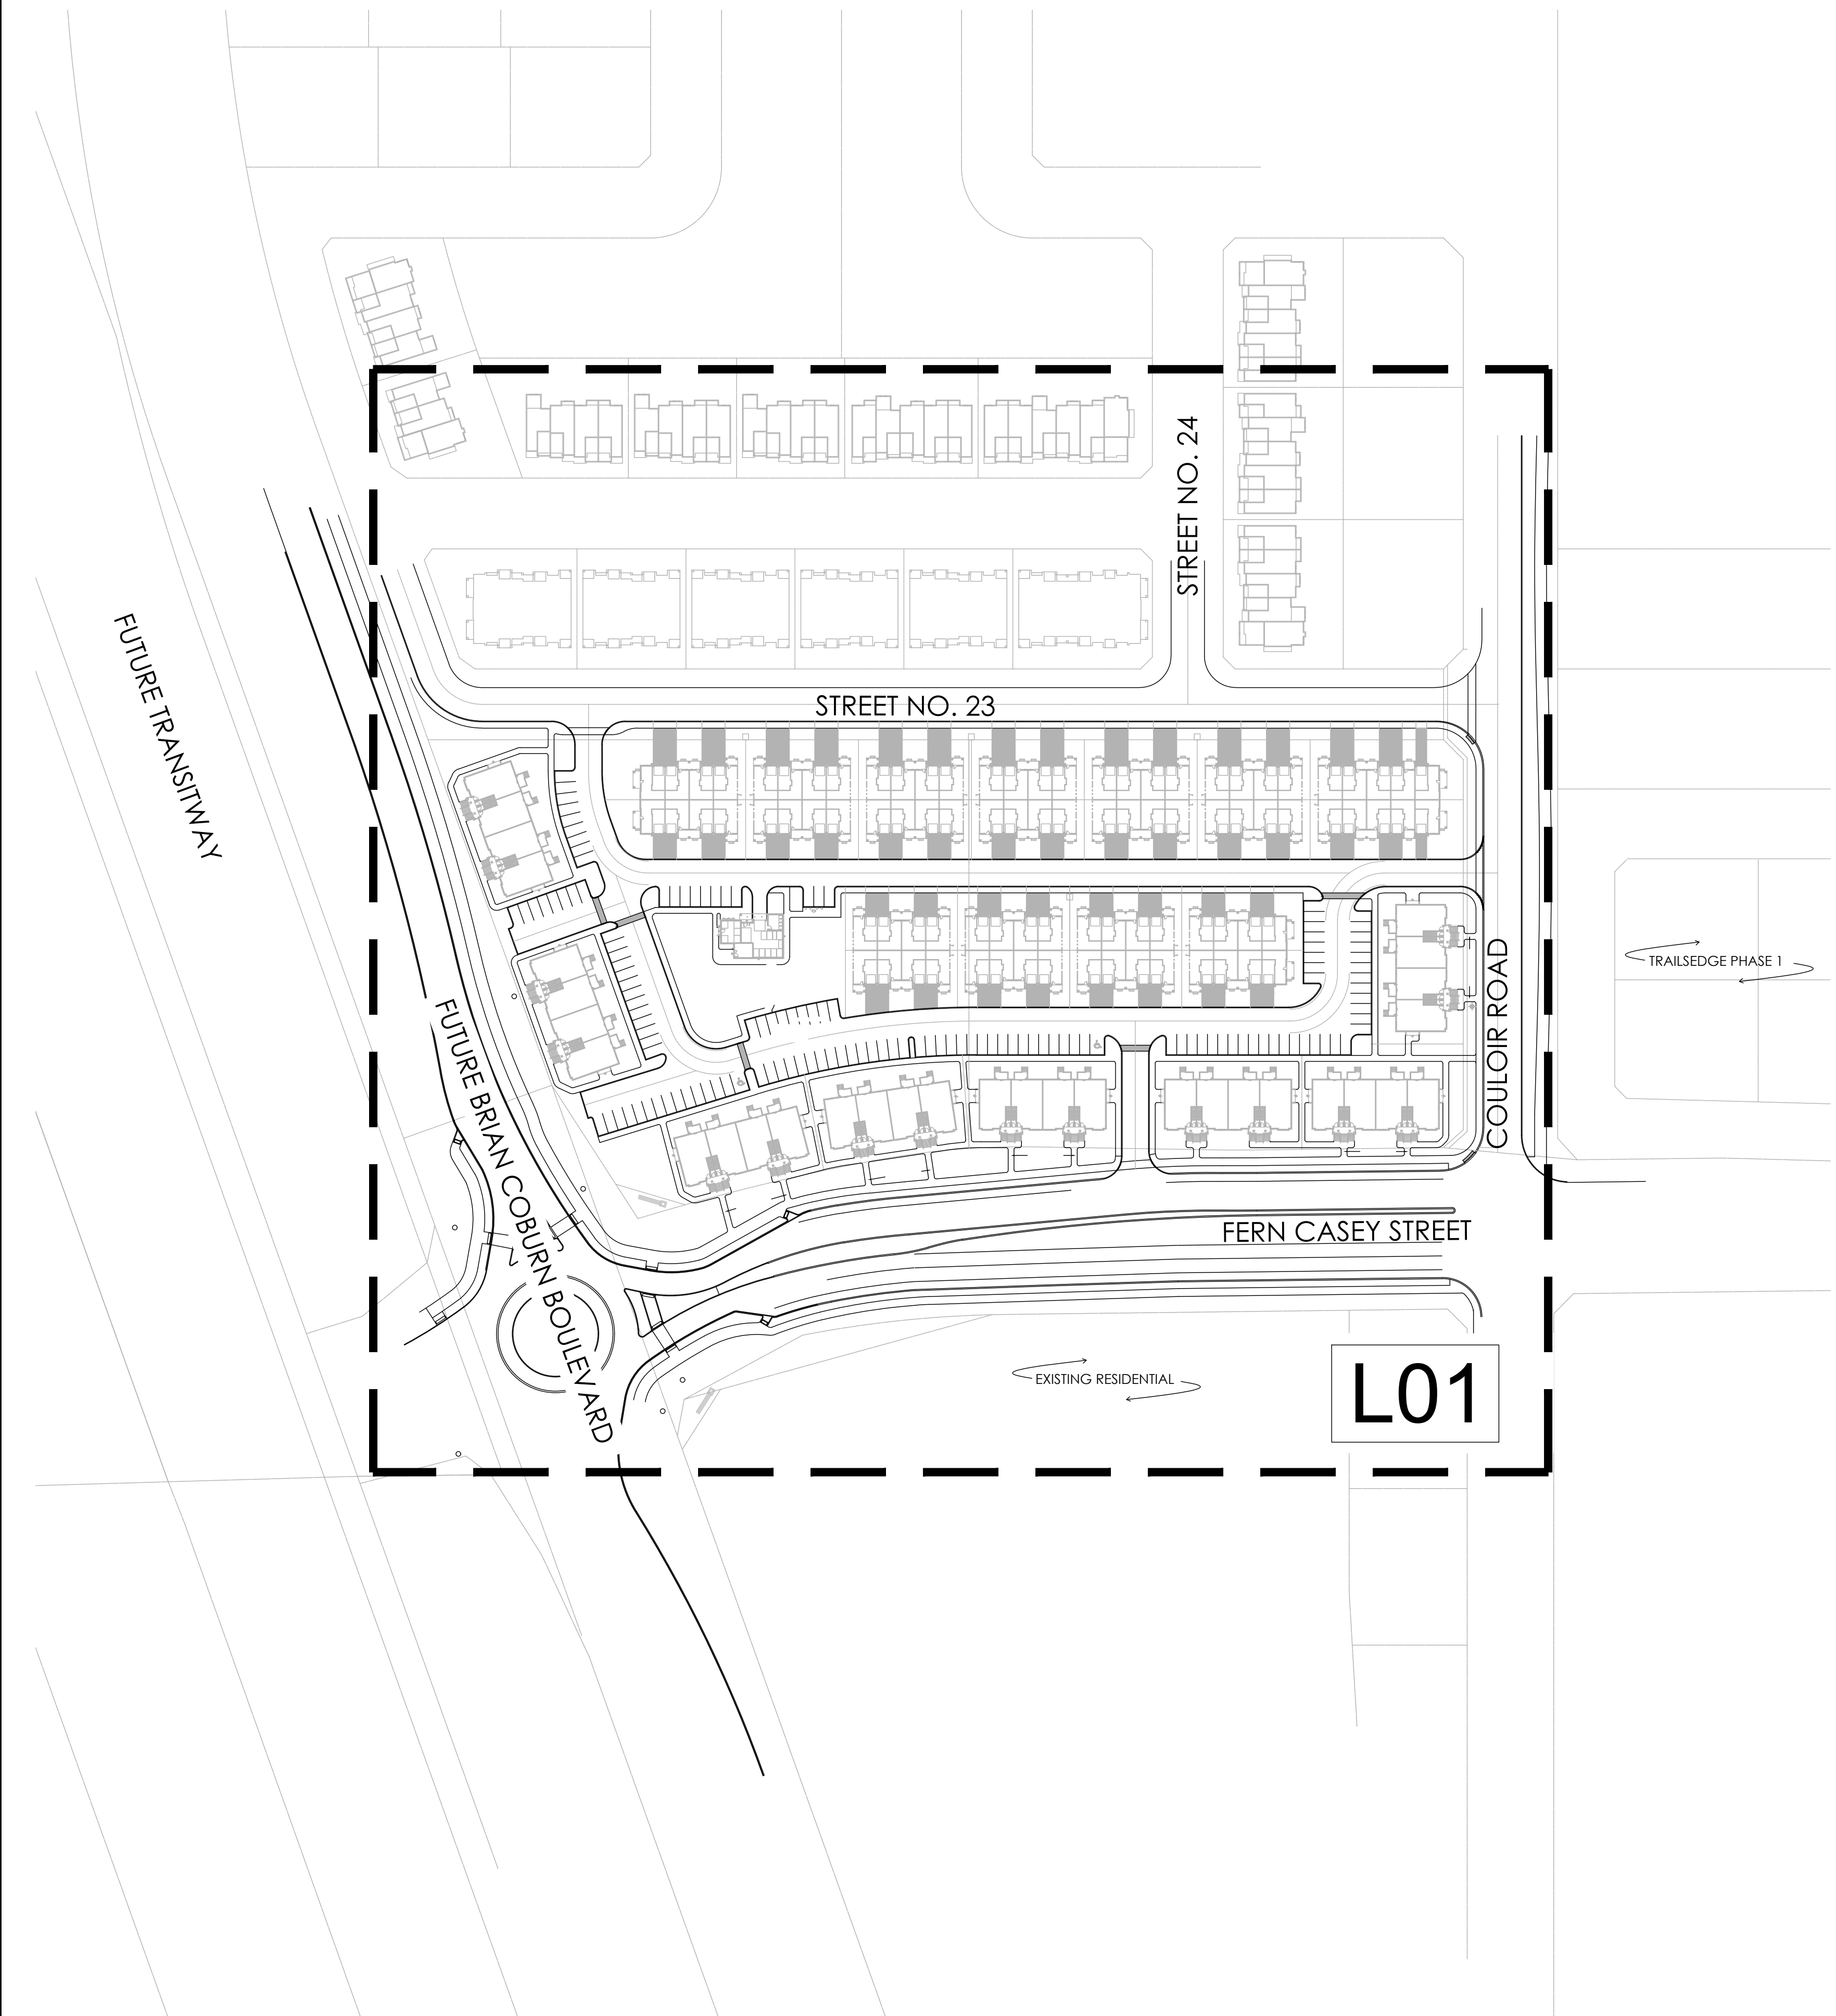 STREET NO. 24
FUTURE TRANSITWAY
STREET NO. 23
TRAILSEDGE PHASE 1
COULOIR ROAD
FUTURE BRIAN COBURN BOULEVARD
FERN CASEY STREET
EXISTING RESIDENTIAL
L01